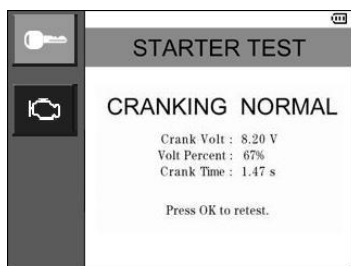 STARTER TEST
CRANKING NORMAL
Crank Volt : 8.20 V
Volt Percent : 67%
Crank Time : 1.47 s
Press OK to retest.